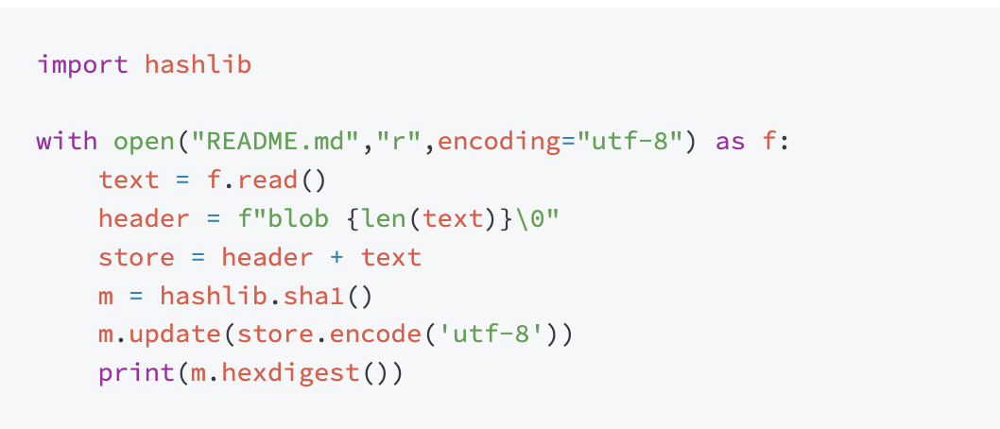 import hashlib

with open("README.md","r",encoding="utf-8") as f:
    text = f.read()
    header = f"blob {len(text)}\0"
    store = header + text
    m = hashlib.sha1()
    m.update(store.encode('utf-8'))
    print(m.hexdigest())